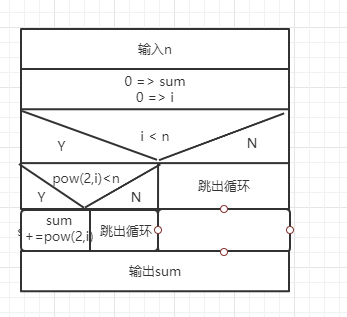 输入n
0 => sum
0 => i
i < n
Y
N
pow(2,i)<n
Y
N
跳出循环
sum
+=pow(2,i)
跳出循环
输出sum